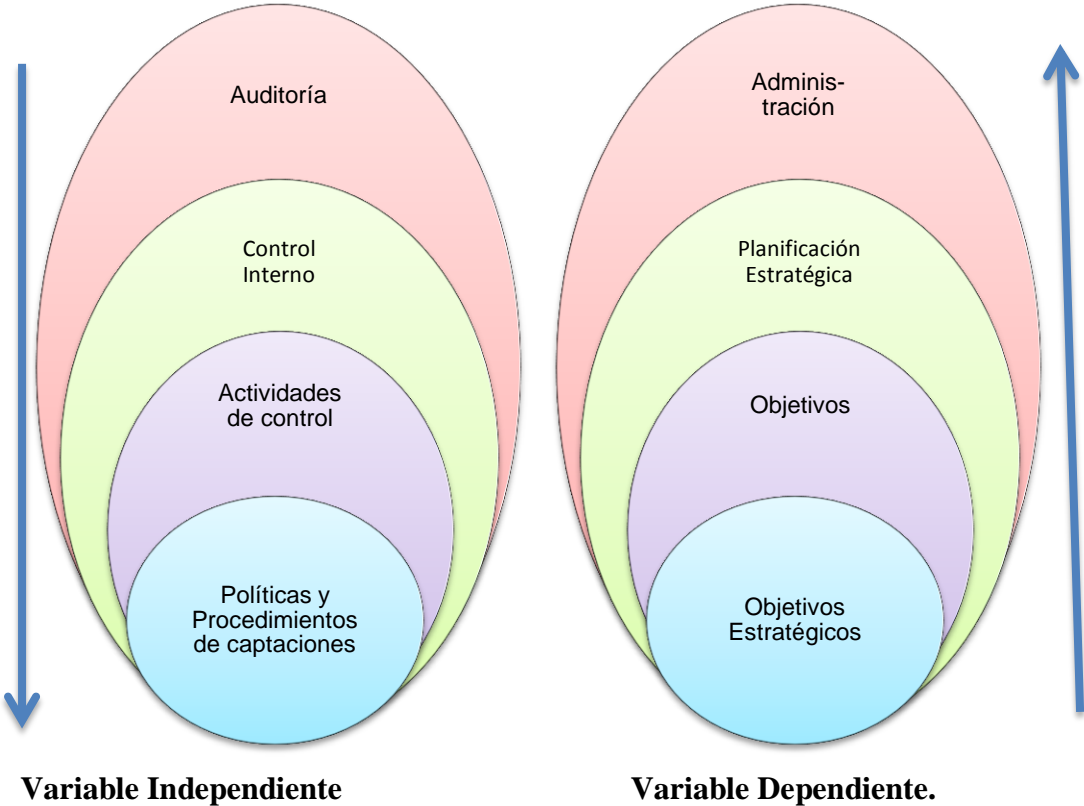 Auditoría
Control
Interno
Actividades
de control
Políticas y
Procedimientos
de captaciones
Variable Independiente
Adminis-
tración
Planificación
Estratégica
Objetivos
Objetivos
Estratégicos
Variable Dependiente.